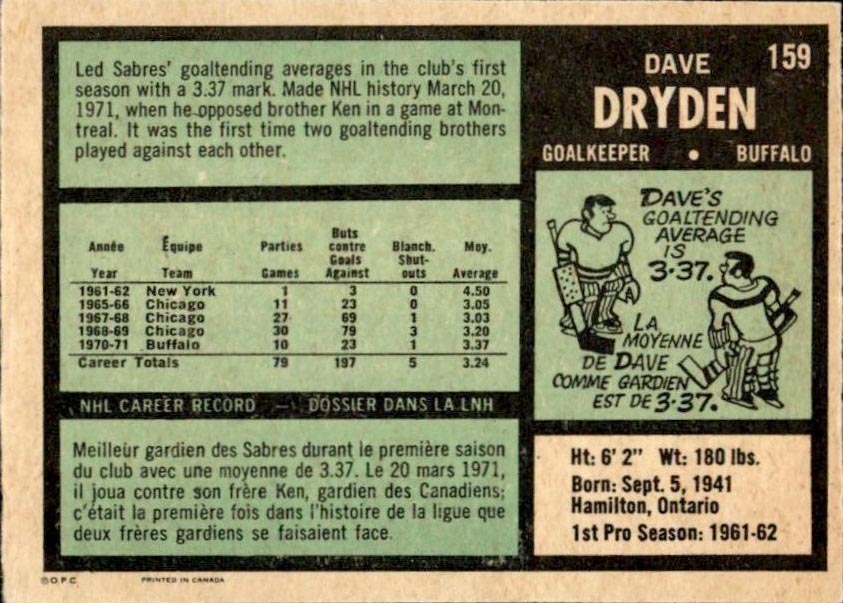 Led Sabres' goaltending averages in the club's first
season with a 3.37 mark. Made NHL history March 20,
1971, when he opposed brother Ken in a game at Mon-
treal. It was the first time two goaltending brothers
played against each other.
159
DAVE
DRYDEN
GOALKEEPER • BUFFALO
Année Équipe Parties Buts contre Blanch. Moy.
Year Team Games Goals Against Shut-outs Average
1961-62 New York 1 3 0 4.50
1965-66 Chicago 11 23 0 3.05
1967-68 Chicago 27 69 1 3.03
1968-69 Chicago 30 79 3 3.20
1970-71 Buffalo 10 23 1 3.37
Career Totals 79 197 5 3.24
NHL CAREER RECORD — DOSSIER DANS LA LNH
DAVE'S
GOALTENDING
AVERAGE
IS
3.37.
LA
MOYENNE
DE DAVE
COMME GARDIEN
EST DE 3.37.
Meilleur gardien des Sabres durant le première saison
du club avec une moyenne de 3.37. Le 20 mars 1971,
il joua contre son frère Ken, gardien des Canadiens;
c'était la première fois dans l'histoire de la ligue que
deux frères gardiens se faisaient face.
Ht: 6' 2" Wt: 180 lbs.
Born: Sept. 5, 1941
Hamilton, Ontario
1st Pro Season: 1961-62
©O.P.C. PRINTED IN CANADA